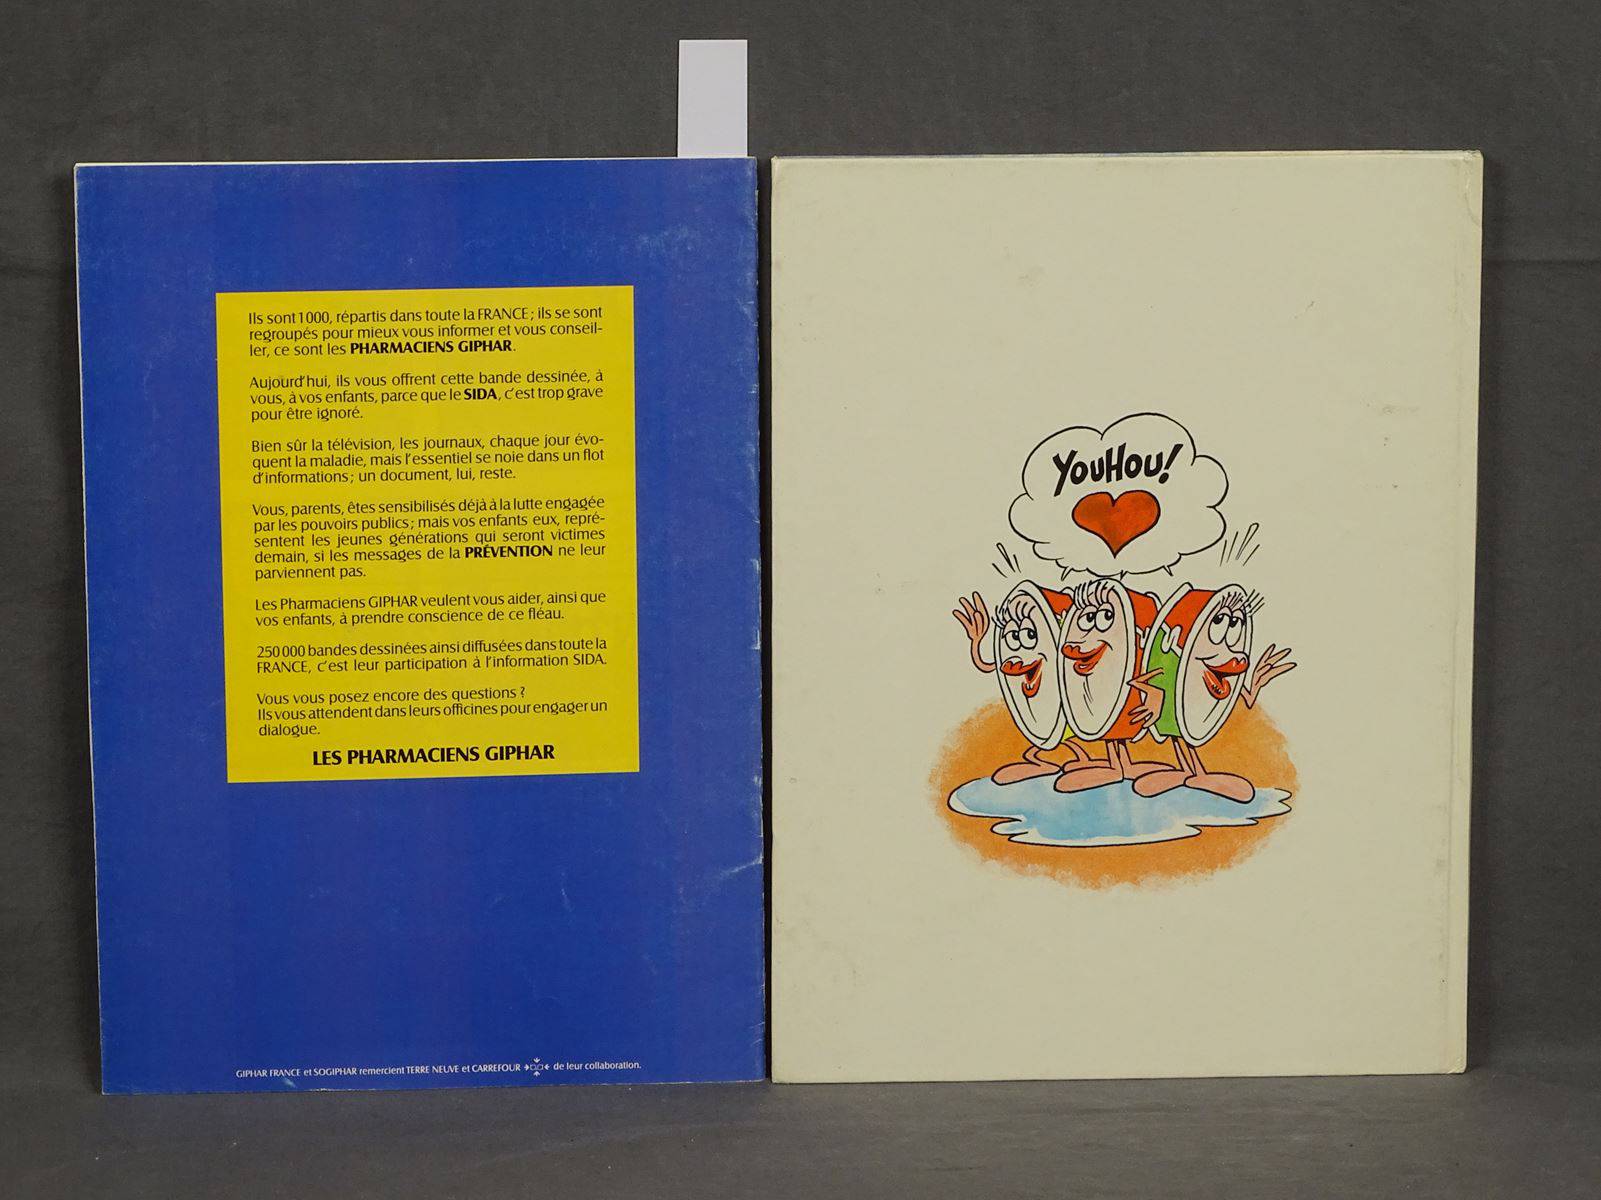 Ils sont 1000, répartis dans toute la FRANCE ; ils se sont
regroupés pour mieux vous informer et vous conseil-
ler, ce sont les PHARMACIENS GIPHAR.
Aujourd'hui, ils vous offrent cette bande dessinée, à
vous, à vos enfants, parce que le SIDA, c'est trop grave
pour être ignoré.
Bien sûr la télévision, les journaux, chaque jour évo-
quent la maladie, mais l'essentiel se noie dans un flot
d'informations ; un document, lui, reste.
Vous, parents, êtes sensibilisés déjà à la lutte engagée
par les pouvoirs publics ; mais vos enfants eux, repré-
sentent les jeunes générations qui seront victimes
demain, si les messages de la PRÉVENTION ne leur
parviennent pas.
Les Pharmaciens GIPHAR veulent vous aider, ainsi que
vos enfants, à prendre conscience de ce fléau.
250 000 bandes dessinées ainsi diffusées dans toute la
FRANCE, c'est leur participation à l'information SIDA.
Vous vous posez encore des questions ?
Ils vous attendent dans leurs officines pour engager un
dialogue.
LES PHARMACIENS GIPHAR
GIPHAR FRANCE et SOGIPHAR remercient TERRE NEUVE et CARREFOUR de leur collaboration.
YOUHOU!